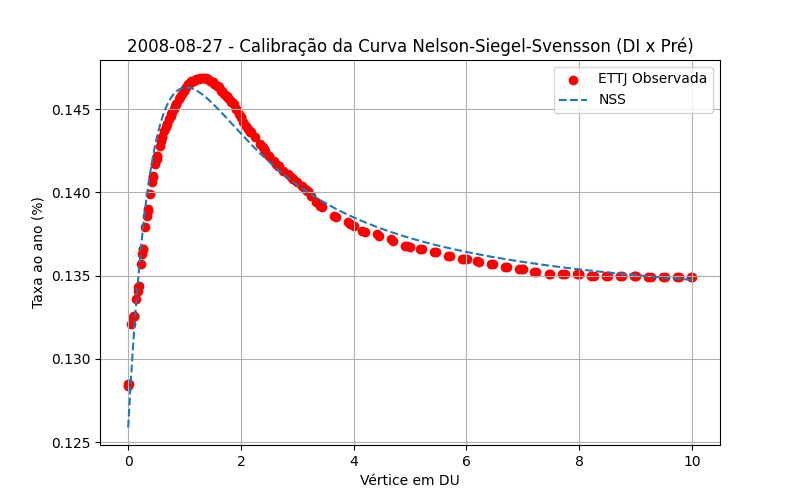 2008-08-27 - Calibração da Curva Nelson-Siegel-Svensson (DI x Pré)
ETTJ Observada
NSS
Taxa ao ano (%)
0.145
0.140
0.135
0.130
0.125
0 2 4 6 8 10
Vértice em DU